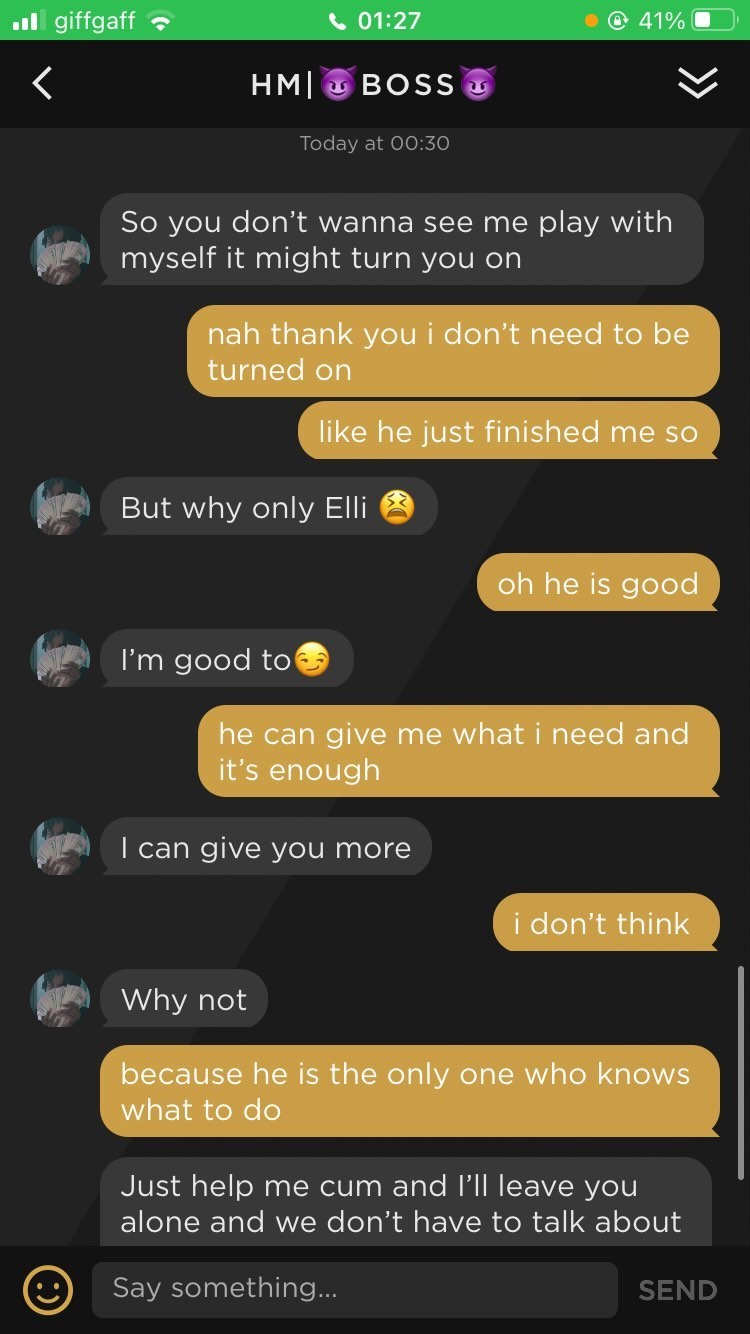 giffgaff 01:27 41%
HM|😈BOSS😈
Today at 00:30
So you don’t wanna see me play with
myself it might turn you on
nah thank you i don’t need to be
turned on
like he just finished me so
But why only Elli 😫
oh he is good
I’m good to😏
he can give me what i need and
it’s enough
I can give you more
i don’t think
Why not
because he is the only one who knows
what to do
Just help me cum and I’ll leave you
alone and we don’t have to talk about
Say something... SEND